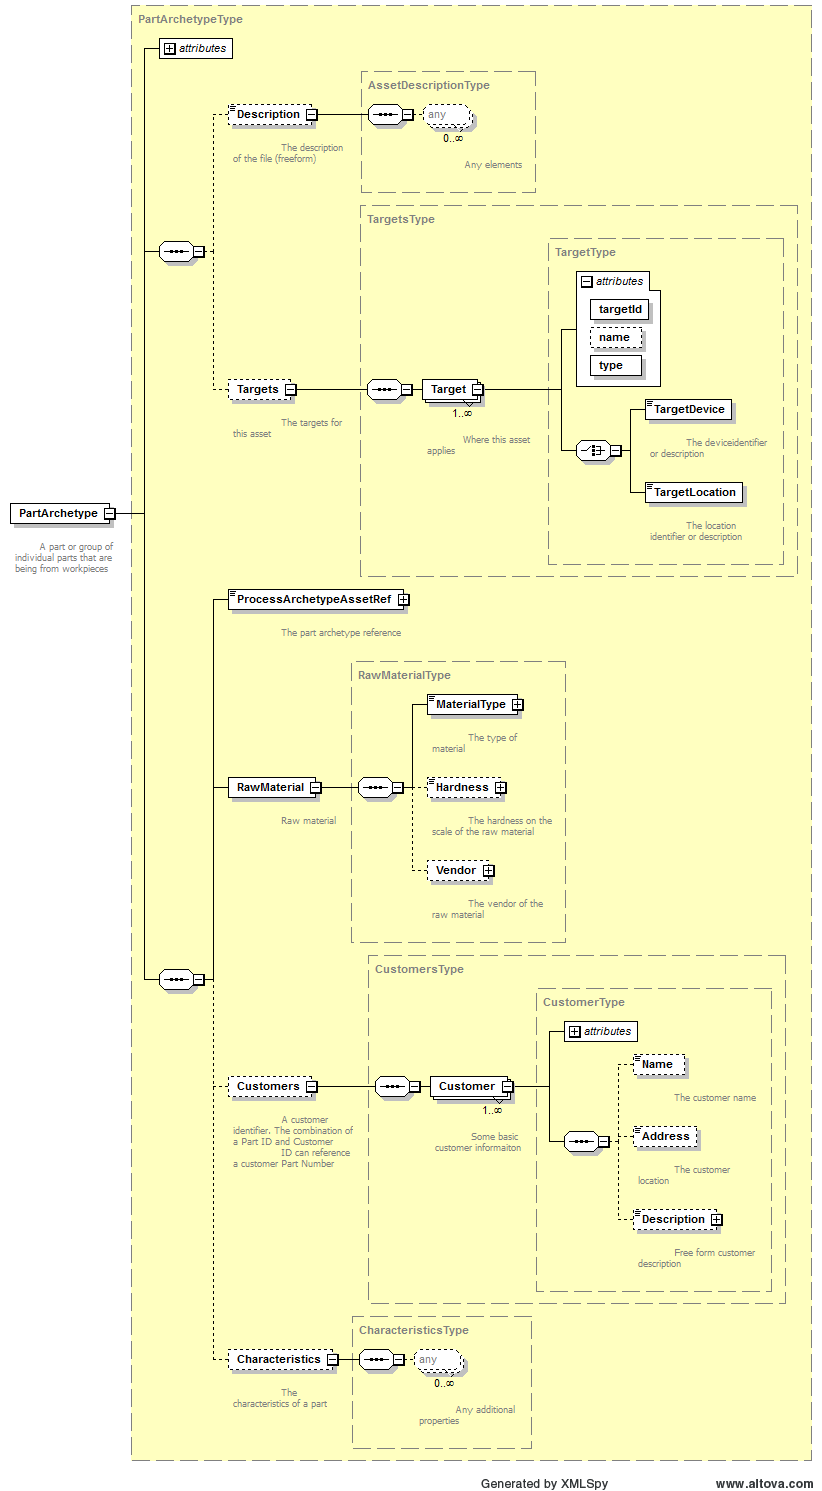 PartArchetypeType
attributes
AssetDescriptionType
Description
any
0..∞
The description
of the file (freeform)
Any elements
TargetsType
TargetType
attributes
targetId
name
type
Targets
Target
1..∞
The targets for
this asset
Where this asset
applies
TargetDevice
The deviceidentifier
or description
TargetLocation
The location
identifier or description
PartArchetype
A part or group of
individual parts that are
being from workpieces
ProcessArchetypeAssetRef
The part archetype reference
RawMaterialType
MaterialType
The type of
material
RawMaterial
Raw material
Hardness
The hardness on the
scale of the raw material
Vendor
The vendor of the
raw material
CustomersType
CustomerType
attributes
Customers
A customer
identifier. The combination of
a Part ID and Customer
ID can reference
a customer Part Number
Customer
1..∞
Some basic
customer informaiton
Name
The customer name
Address
The customer
location
Description
Free form customer
description
CharacteristicsType
Characteristics
any
0..∞
The
characteristics of a part
Any additional
properties
Generated by XMLSpy
www.altova.com